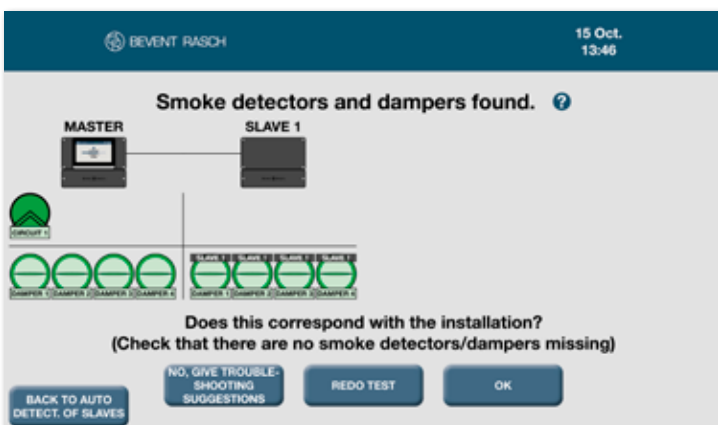 BEVENT RASCH
15 Oct.
13:46
Smoke detectors and dampers found. ?
MASTER
SLAVE 1
CIRCUIT 1
SLAVE 1 SLAVE 1 SLAVE 1 SLAVE 1
DAMPER 1 DAMPER 2 DAMPER 3 DAMPER 4
DAMPER 1 DAMPER 2 DAMPER 3 DAMPER 4
Does this correspond with the installation?
(Check that there are no smoke detectors/dampers missing)
BACK TO AUTO
DETECT. OF SLAVES
NO, GIVE TROUBLE-
SHOOTING
SUGGESTIONS
REDO TEST
OK